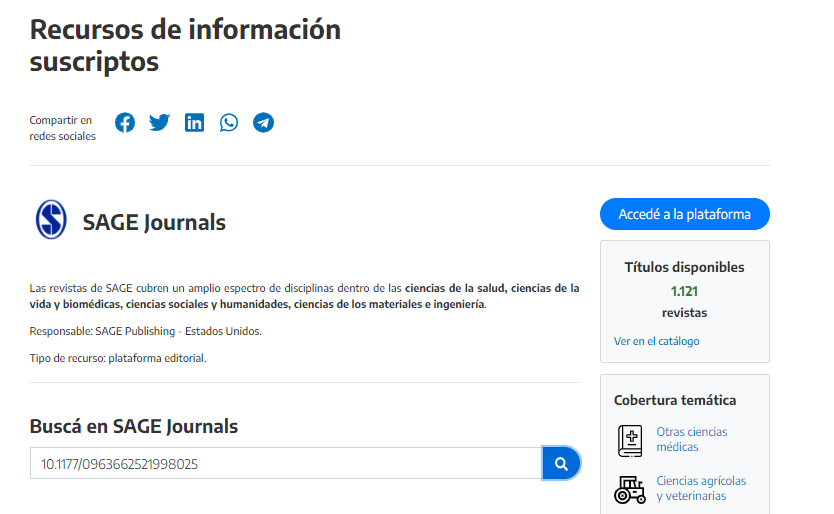 Recursos de información
suscriptos
Compartir en
redes sociales
SAGE Journals
Las revistas de SAGE cubren un amplio espectro de disciplinas dentro de las ciencias de la salud, ciencias de la
vida y biomédicas, ciencias sociales y humanidades, ciencias de los materiales e ingeniería.
Responsable: SAGE Publishing - Estados Unidos.
Tipo de recurso: plataforma editorial.
Buscá en SAGE Journals
10.1177/0963662521998025
Accedé a la plataforma
Títulos disponibles
1.121
revistas
Ver en el catálogo
Cobertura temática
Otras ciencias
médicas
Ciencias agrícolas
y veterinarias